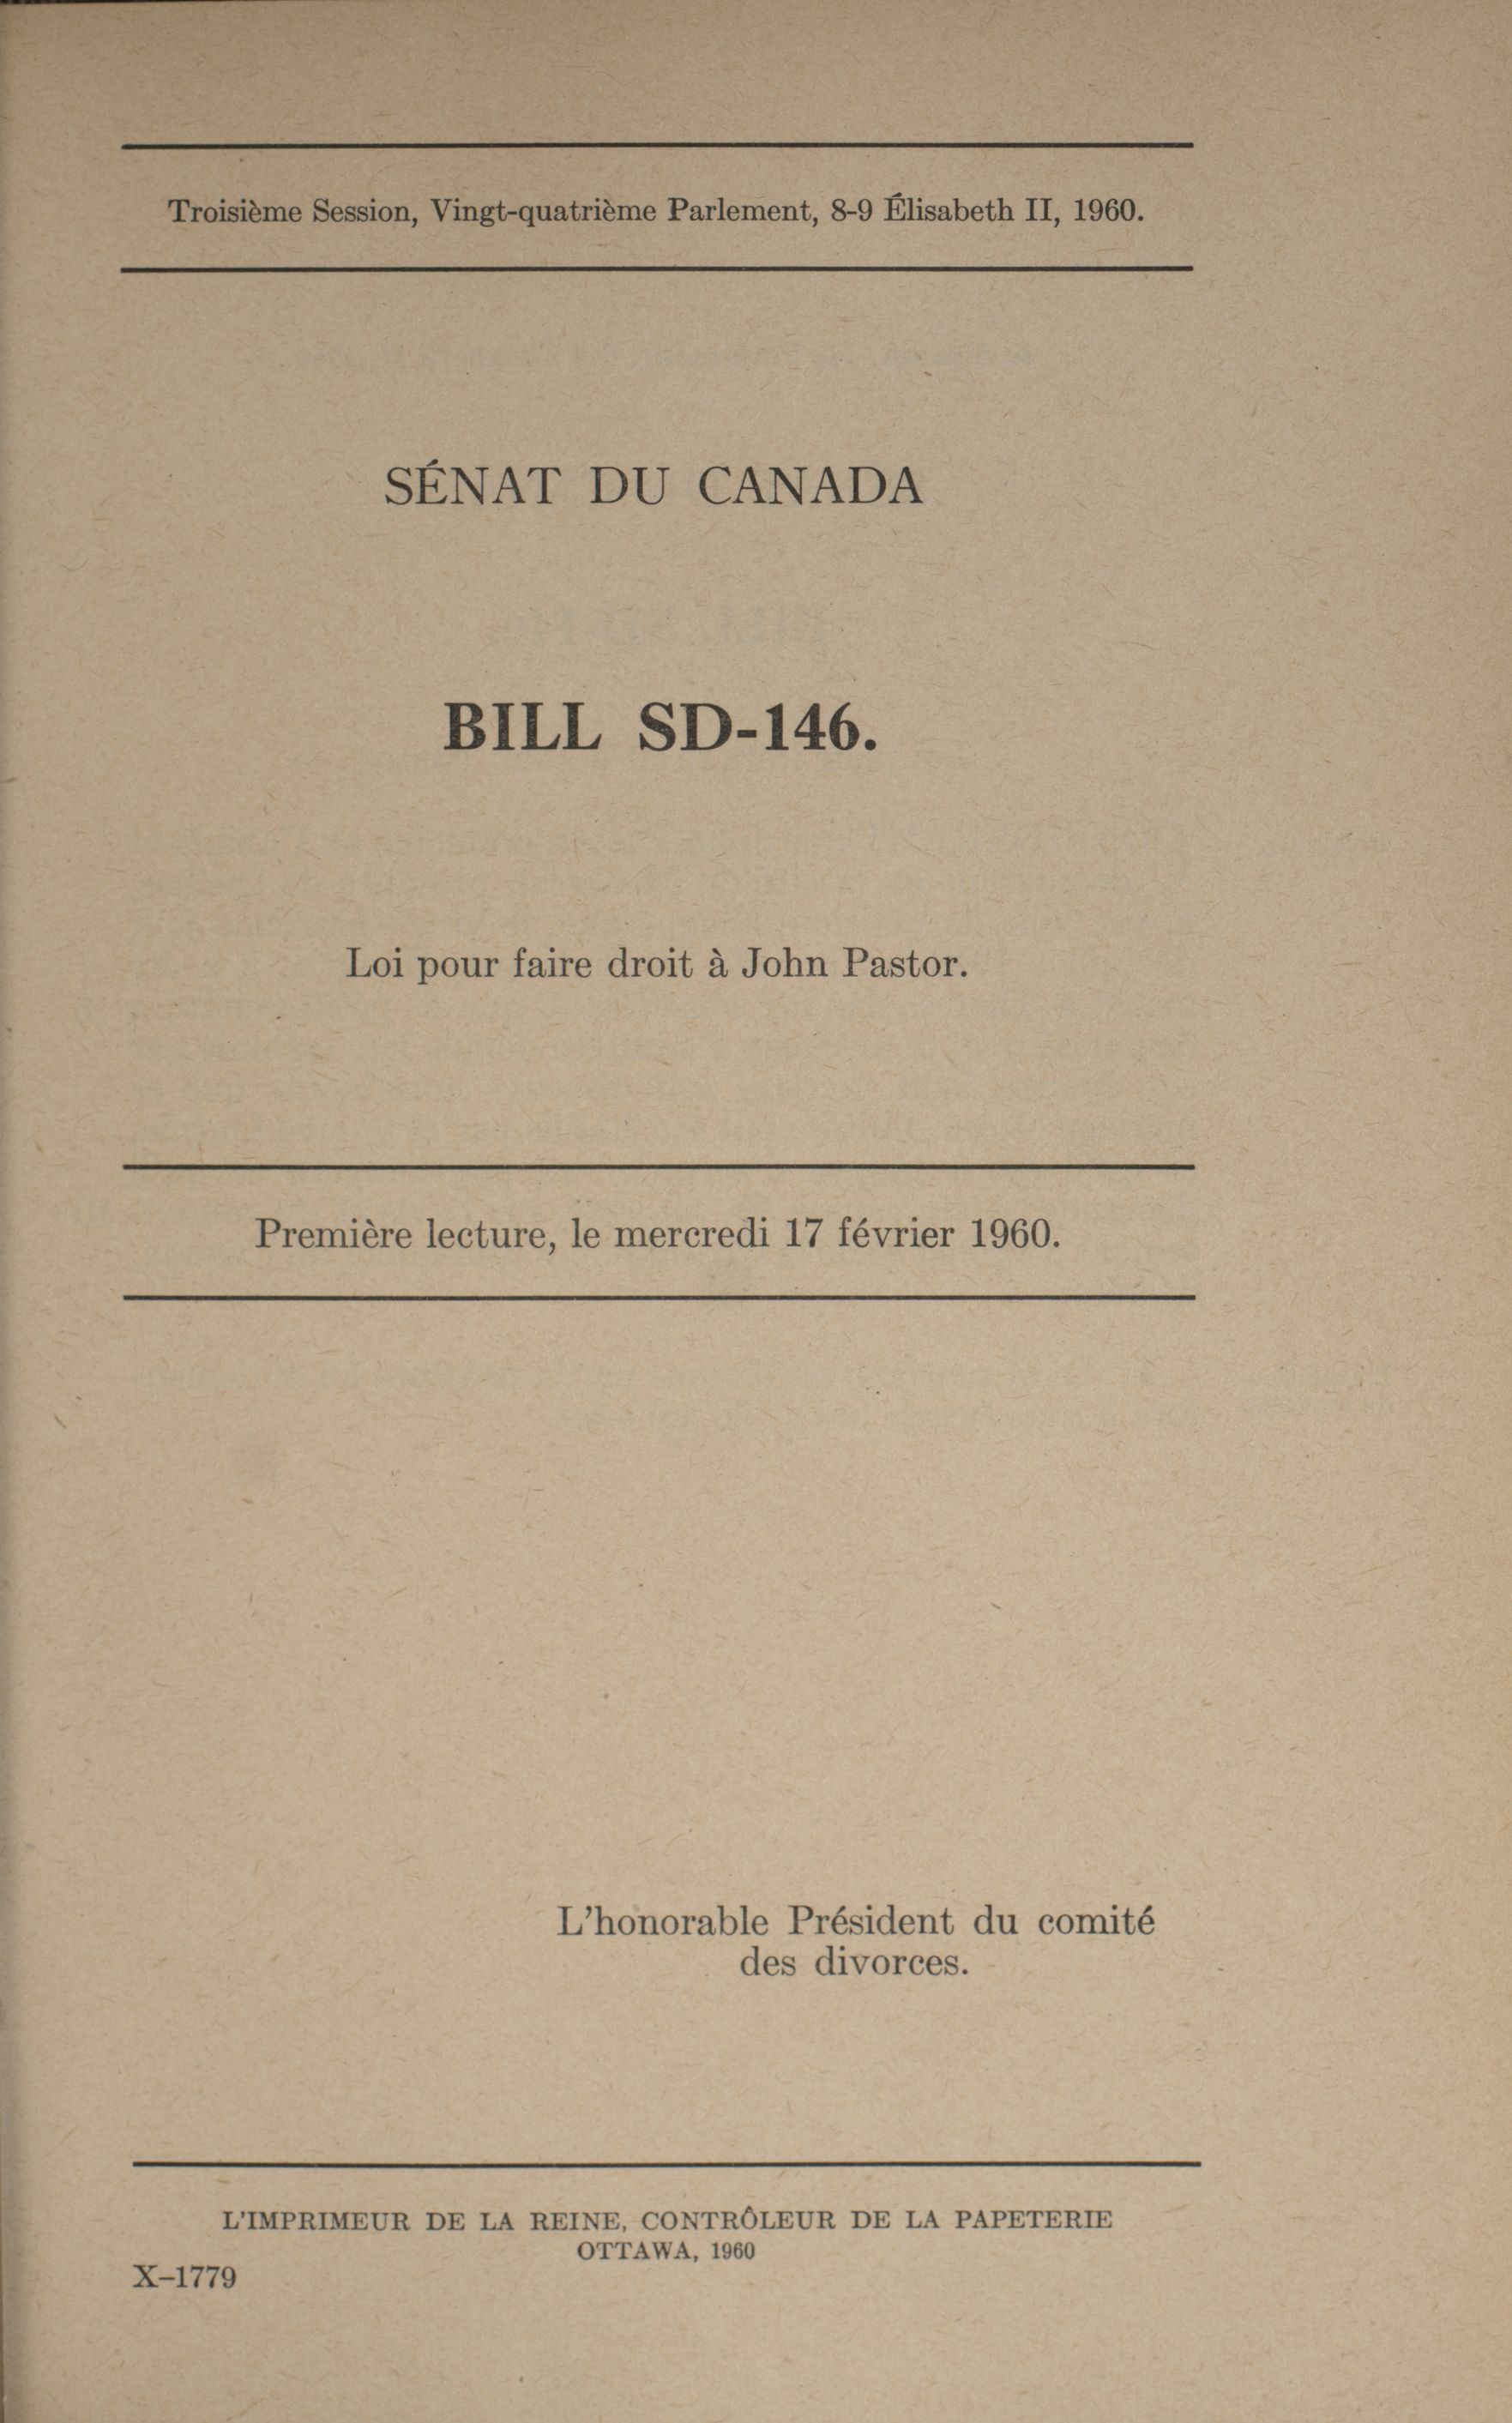 Troisième Session, Vingt-quatrième Parlement, 8-9 Élisabeth II, 1960.
SÉNAT DU CANADA
BILL SD-146.
Loi pour faire droit à John Pastor.
Première lecture, le mercredi 17 février 1960.
L'honorable Président du comité
des divorces.
L'IMPRIMEUR DE LA REINE, CONTRÔLEUR DE LA PAPETERIE
OTTAWA, 1960
X–1779